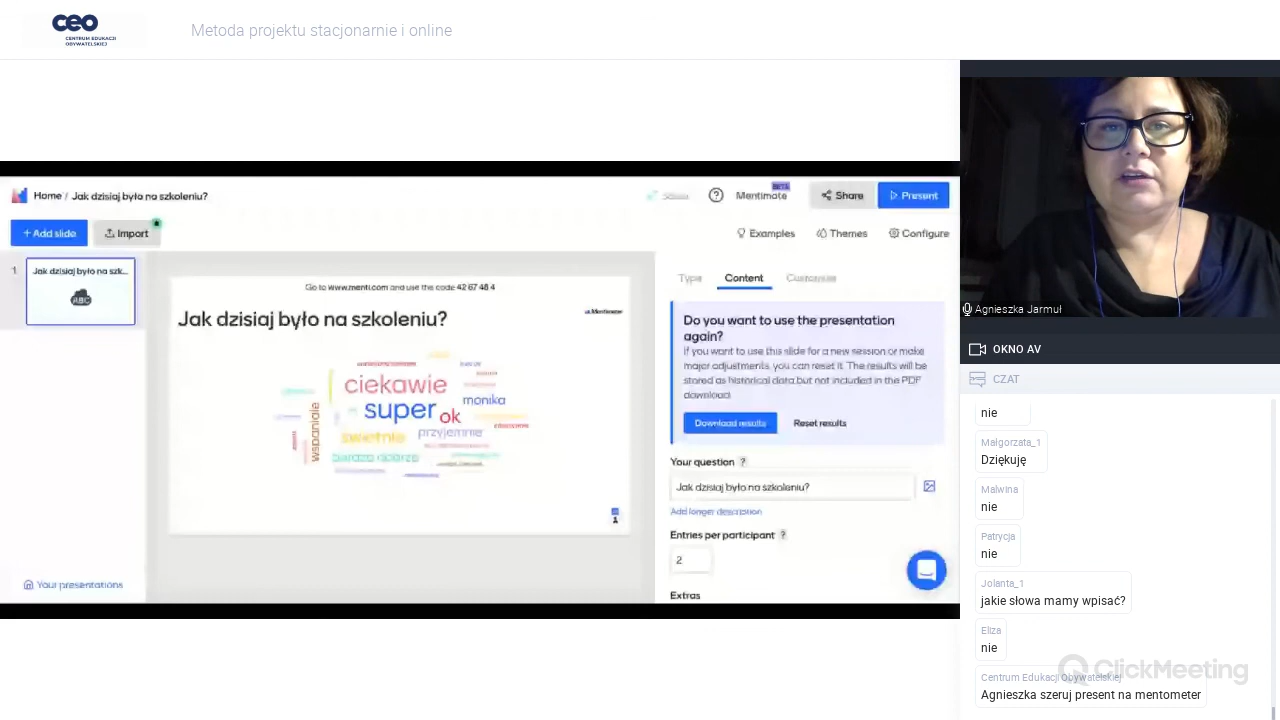 ceo
CENTRUM EDUKACJI
OBYWATELSKIEJ
Metoda projektu stacjonarnie i online
Home / Jak dzisiaj było na szkoleniu?
Mentimote
BETA
Share
Present
+ Add slide
Import
Examples
Themes
Configure
1
Jak dzisiaj było na szk...
ABC
Your presentations
Go to www.menti.com and use the code 42 67 48 4
Jak dzisiaj było na szkoleniu?
Mentimeter
ciekawie
super
ok
monika
wspaniale
świetnie
przyjemnie
bardzo dobrze
Type
Content
Customize
Do you want to use the presentation
again?
If you want to use this slide for a new session or make
major adjustments, you can reset it. The results will be
stored as historical data but not included in the PDF
download.
Download results
Reset results
Your question ?
Jak dzisiaj było na szkoleniu?
Add longer description
Entries per participant ?
2
Extras
Agnieszka Jarmuł
OKNO AV
CZAT
nie
Małgorzata_1
Dziękuję
Malwina
nie
Patrycja
nie
Jolanta_1
jakie słowa mamy wpisać?
Eliza
nie
Centrum Edukacji Obywatelskiej
Agnieszka szeruj present na mentometer
ClickMeeting